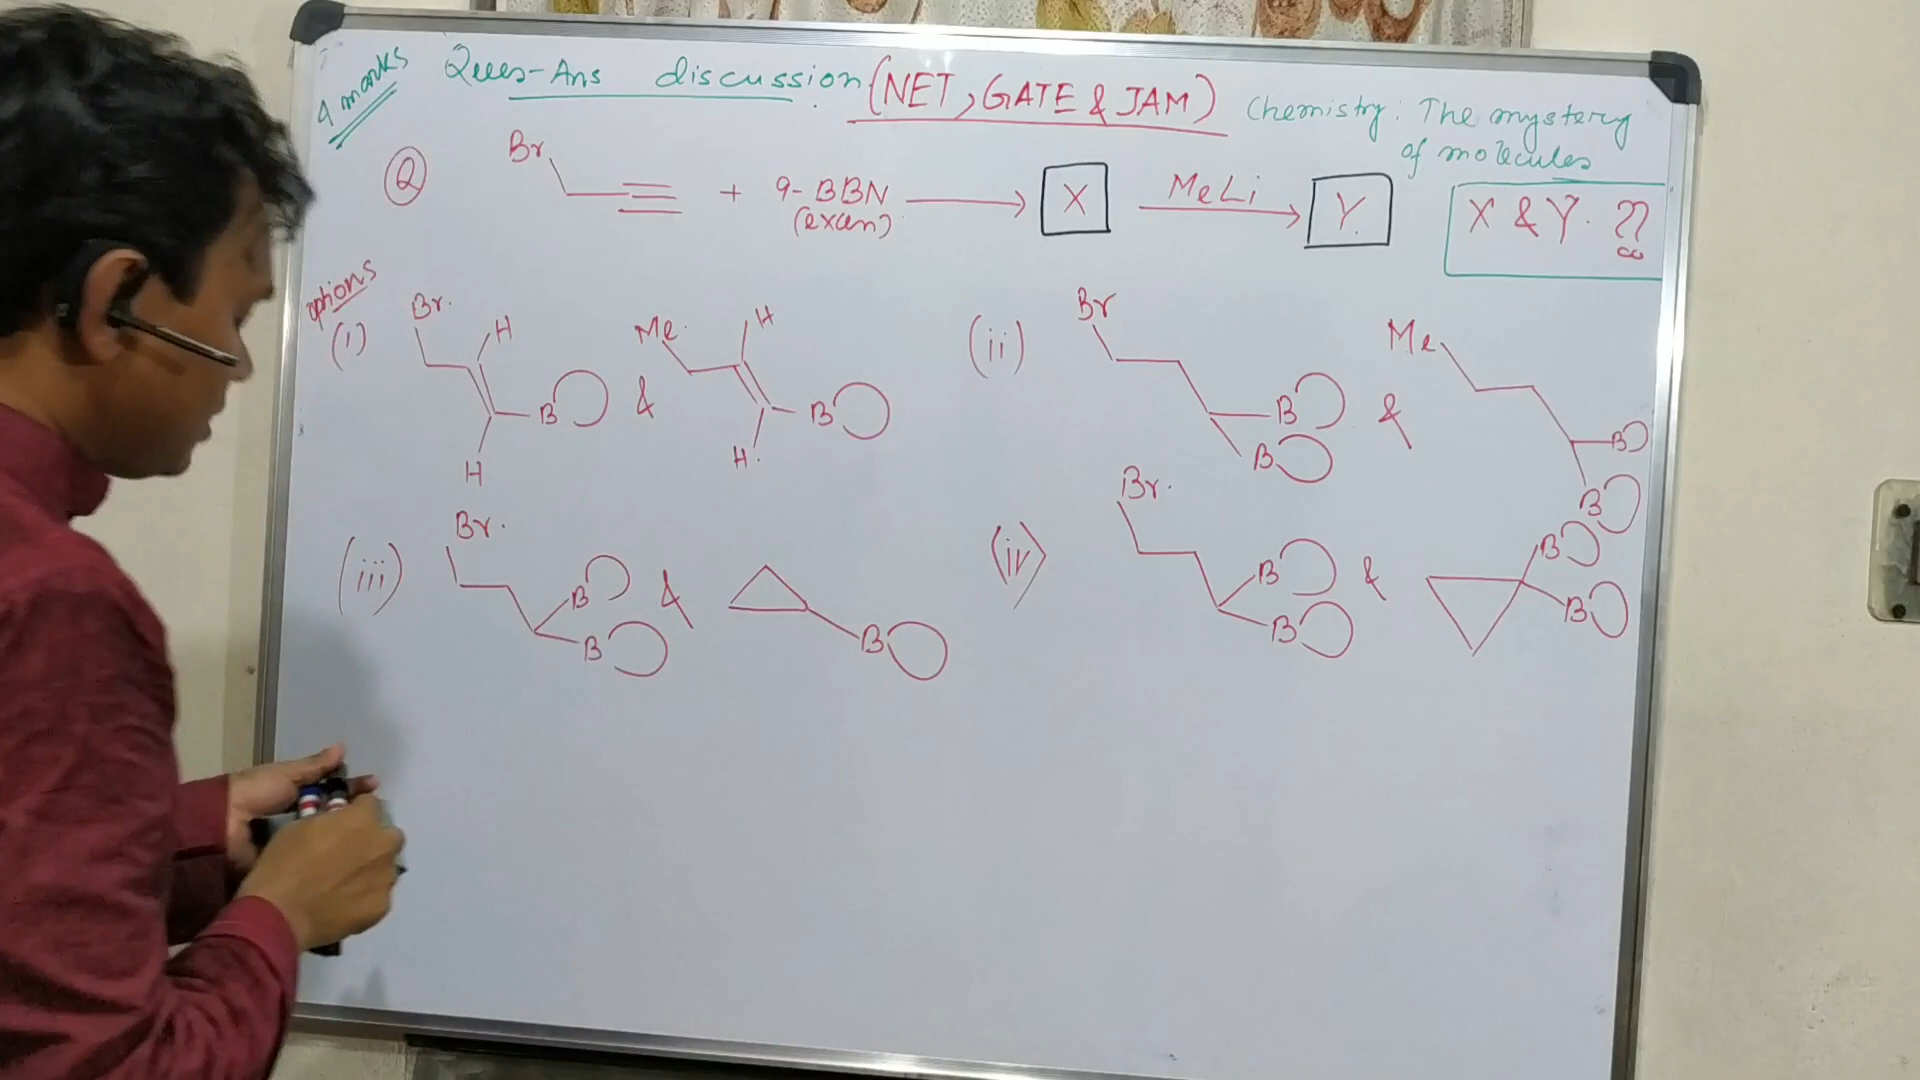 4 marks
Ques-Ans discussion (NET, GATE & JAM) Chemistry: The mystery
of molecules
Q Br + 9-BBN X MeLi Y X & Y. ??
(excen)
options
(i) Br. H H B & Me. H H. B
(ii) Br B B & Me B B
(iii) Br. B B & B
(iv) Br. B B & B B